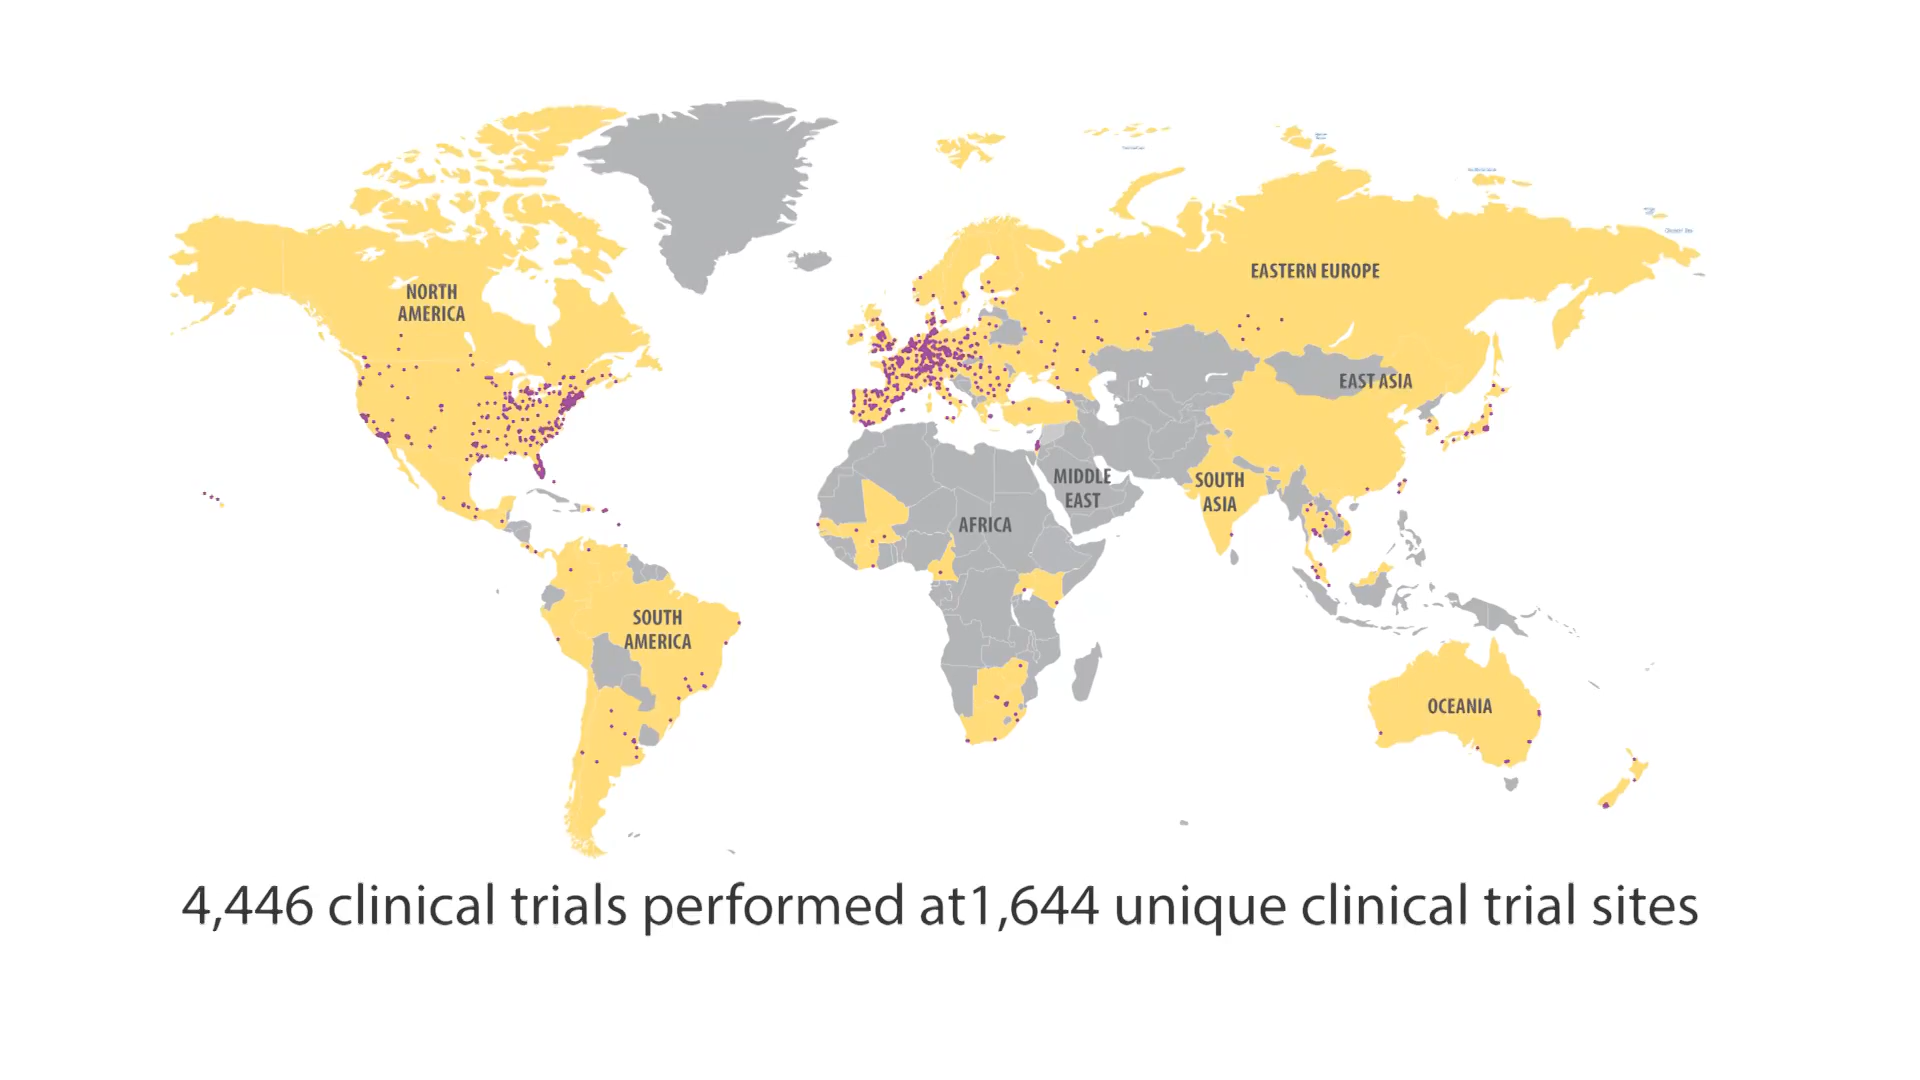 NORTH
AMERICA
EASTERN EUROPE
EAST ASIA
MIDDLE
EAST
SOUTH
ASIA
AFRICA
SOUTH
AMERICA
OCEANIA
4,446 clinical trials performed at1,644 unique clinical trial sites